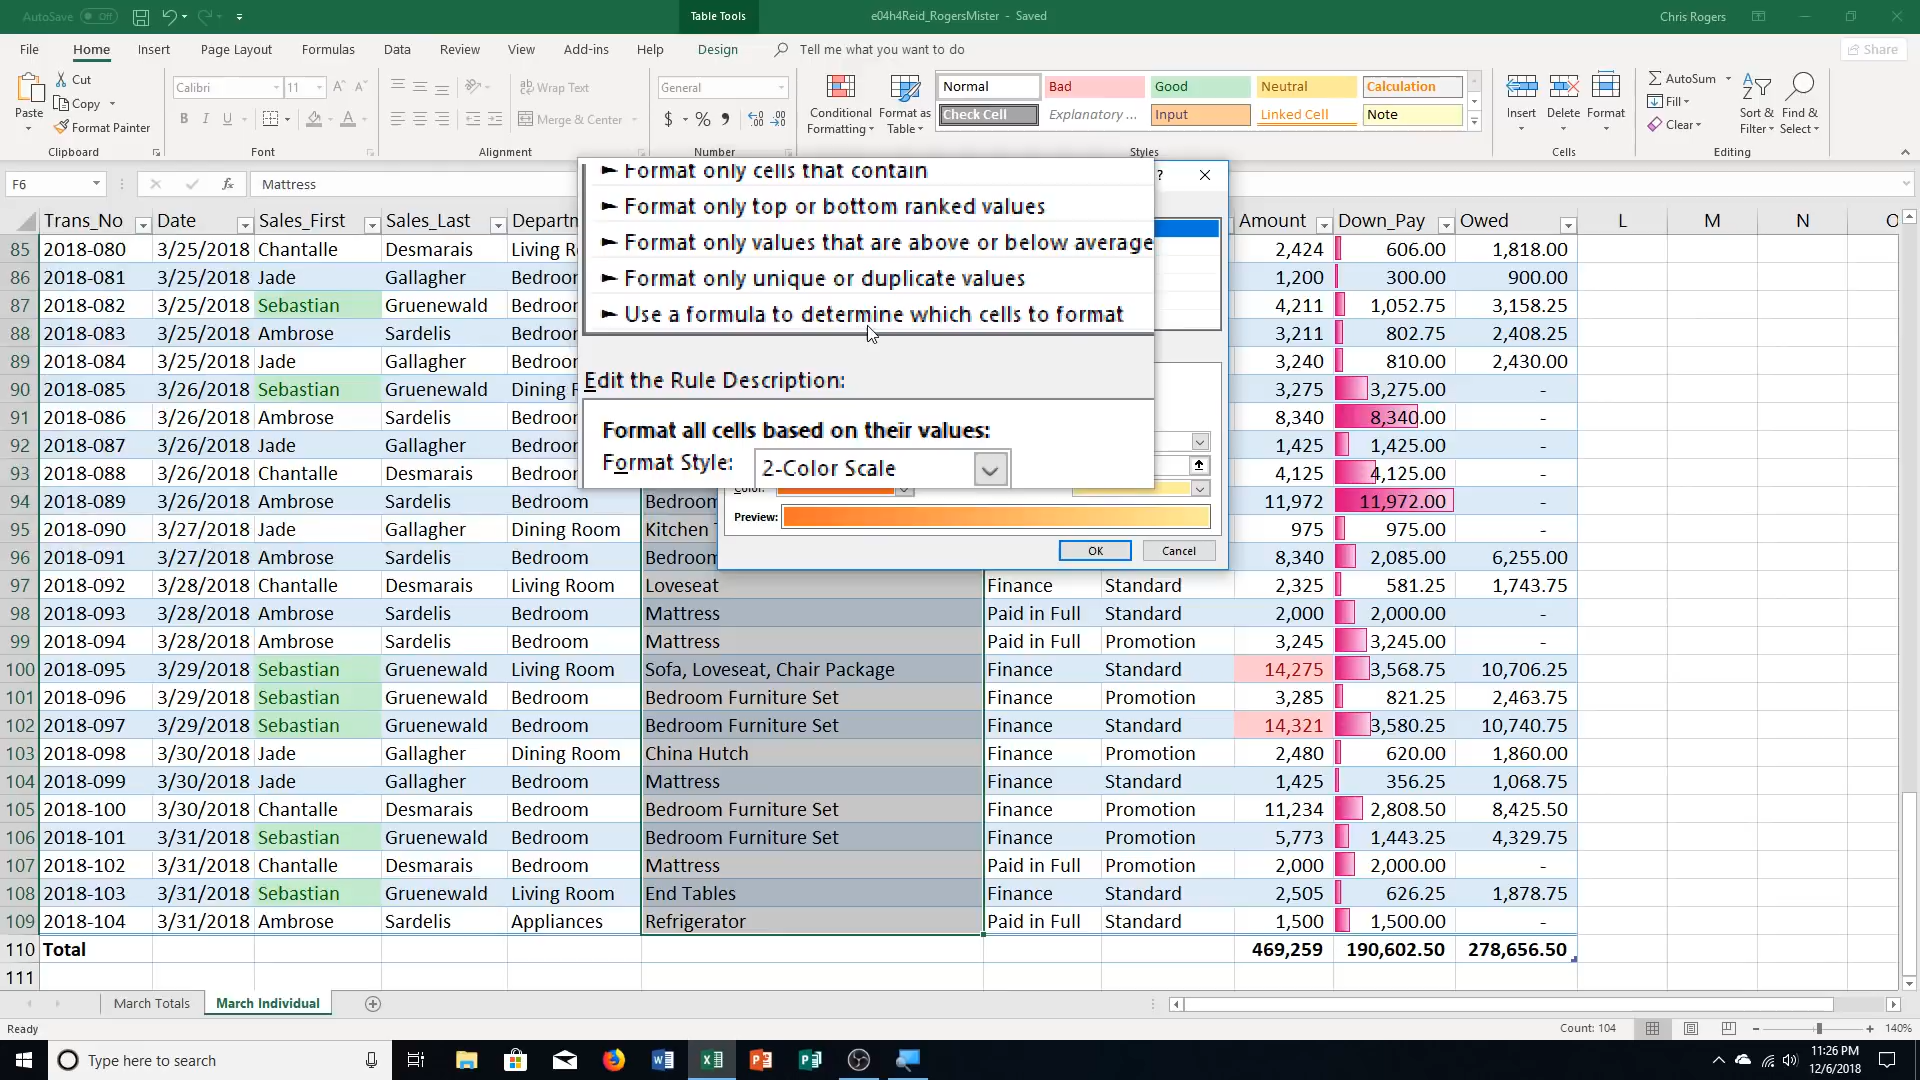 AutoSave Off
Table Tools
e04h4Reid_RogersMister - Saved
Chris Rogers
File Home Insert Page Layout Formulas Data Review View Add-ins Help Design Tell me what you want to do Share
Paste
Cut
Copy
Format Painter
Clipboard
Calibri 11
B I U
Font
Wrap Text
Merge & Center
Alignment
General
$ % ,
Number
Conditional Formatting
Format as Table
Normal Bad Good Neutral Calculation
Check Cell Explanatory ... Input Linked Cell Note
Styles
Insert Delete Format
Cells
AutoSum
Fill
Clear
Sort & Filter
Find & Select
Editing
F6 fx Mattress
Format only cells that contain
Format only top or bottom ranked values
Format only values that are above or below average
Format only unique or duplicate values
Use a formula to determine which cells to format
Edit the Rule Description:
Format all cells based on their values:
Format Style: 2-Color Scale
Color:
Preview:
OK Cancel
?
Trans_No Date Sales_First Sales_Last Departm Amount Down_Pay Owed L M N O
85 2018-080 3/25/2018 Chantalle Desmarais Living R 2,424 606.00 1,818.00
86 2018-081 3/25/2018 Jade Gallagher Bedroo 1,200 300.00 900.00
87 2018-082 3/25/2018 Sebastian Gruenewald Bedroo 4,211 1,052.75 3,158.25
88 2018-083 3/25/2018 Ambrose Sardelis Bedroo 3,211 802.75 2,408.25
89 2018-084 3/25/2018 Jade Gallagher Bedroo 3,240 810.00 2,430.00
90 2018-085 3/26/2018 Sebastian Gruenewald Dining R 3,275 3,275.00 -
91 2018-086 3/26/2018 Ambrose Sardelis Bedroo 8,340 8,340.00 -
92 2018-087 3/26/2018 Jade Gallagher Bedroo 1,425 1,425.00 -
93 2018-088 3/26/2018 Chantalle Desmarais Bedroo 4,125 4,125.00 -
94 2018-089 3/26/2018 Ambrose Sardelis Bedroom Bedroom 11,972 11,972.00 -
95 2018-090 3/27/2018 Jade Gallagher Dining Room Kitchen 975 975.00 -
96 2018-091 3/27/2018 Ambrose Sardelis Bedroom Bedroom 8,340 2,085.00 6,255.00
97 2018-092 3/28/2018 Chantalle Desmarais Living Room Loveseat Finance Standard 2,325 581.25 1,743.75
98 2018-093 3/28/2018 Ambrose Sardelis Bedroom Mattress Paid in Full Standard 2,000 2,000.00 -
99 2018-094 3/28/2018 Ambrose Sardelis Bedroom Mattress Paid in Full Promotion 3,245 3,245.00 -
100 2018-095 3/29/2018 Sebastian Gruenewald Living Room Sofa, Loveseat, Chair Package Finance Standard 14,275 3,568.75 10,706.25
101 2018-096 3/29/2018 Sebastian Gruenewald Bedroom Bedroom Furniture Set Finance Promotion 3,285 821.25 2,463.75
102 2018-097 3/29/2018 Sebastian Gruenewald Bedroom Bedroom Furniture Set Finance Standard 14,321 3,580.25 10,740.75
103 2018-098 3/30/2018 Jade Gallagher Dining Room China Hutch Finance Promotion 2,480 620.00 1,860.00
104 2018-099 3/30/2018 Jade Gallagher Bedroom Mattress Finance Standard 1,425 356.25 1,068.75
105 2018-100 3/30/2018 Chantalle Desmarais Bedroom Bedroom Furniture Set Finance Promotion 11,234 2,808.50 8,425.50
106 2018-101 3/31/2018 Sebastian Gruenewald Bedroom Bedroom Furniture Set Finance Promotion 5,773 1,443.25 4,329.75
107 2018-102 3/31/2018 Chantalle Desmarais Bedroom Mattress Paid in Full Promotion 2,000 2,000.00 -
108 2018-103 3/31/2018 Sebastian Gruenewald Living Room End Tables Finance Standard 2,505 626.25 1,878.75
109 2018-104 3/31/2018 Ambrose Sardelis Appliances Refrigerator Paid in Full Standard 1,500 1,500.00 -
110 Total 469,259 190,602.50 278,656.50
111
March Totals March Individual
Ready Count: 104 140%
Type here to search
11:26 PM
12/6/2018